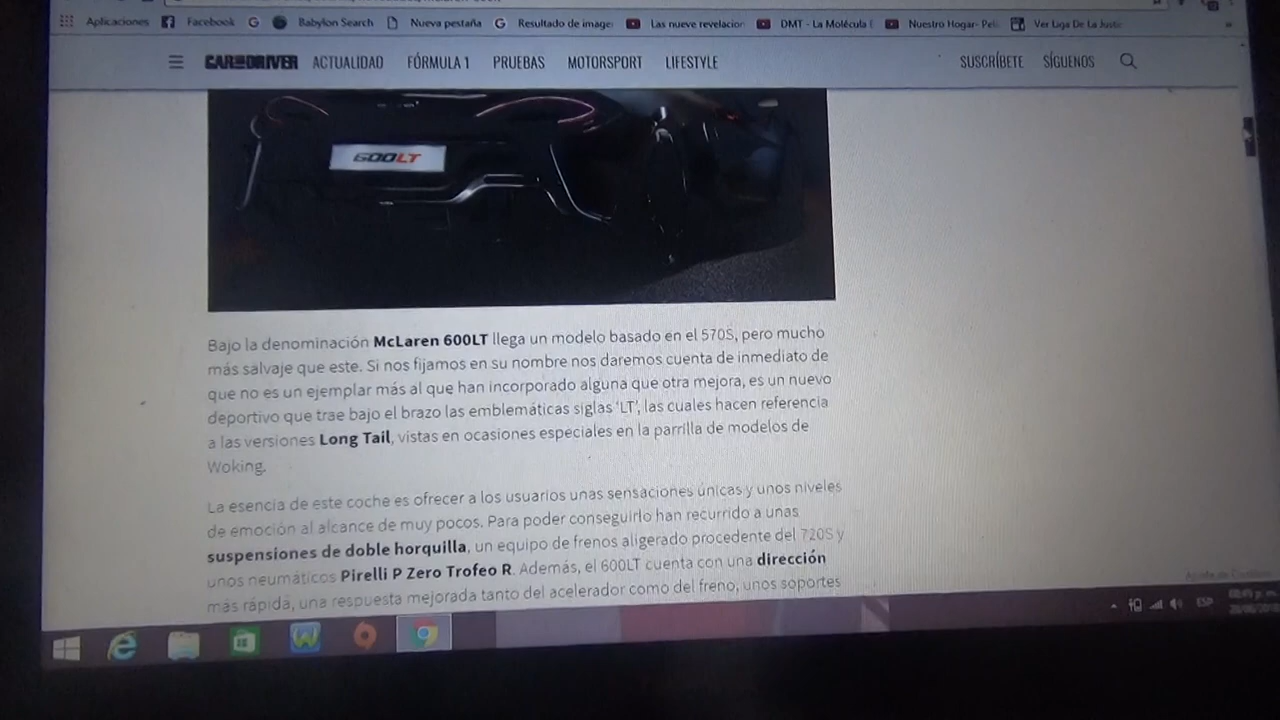 Aplicaciones Facebook Babylon Search Nueva pestaña Resultado de image Las nueve revelacion DMT - La Molécula Nuestro Hogar- Peli Ver Liga De La Justic
CAR AND DRIVER ACTUALIDAD FÓRMULA 1 PRUEBAS MOTORSPORT LIFESTYLE SUSCRÍBETE SÍGUENOS
600LT
Bajo la denominación McLaren 600LT llega un modelo basado en el 570S, pero mucho
más salvaje que este. Si nos fijamos en su nombre nos daremos cuenta de inmediato de
que no es un ejemplar más al que han incorporado alguna que otra mejora, es un nuevo
deportivo que trae bajo el brazo las emblemáticas siglas 'LT', las cuales hacen referencia
a las versiones Long Tail, vistas en ocasiones especiales en la parrilla de modelos de
Woking.
La esencia de este coche es ofrecer a los usuarios unas sensaciones únicas y unos niveles
de emoción al alcance de muy pocos. Para poder conseguirlo han recurrido a unas
suspensiones de doble horquilla, un equipo de frenos aligerado procedente del 720S y
unos neumáticos Pirelli P Zero Trofeo R. Además, el 600LT cuenta con una dirección
más rápida, una respuesta mejorada tanto del acelerador como del freno, unos soportes
ESP